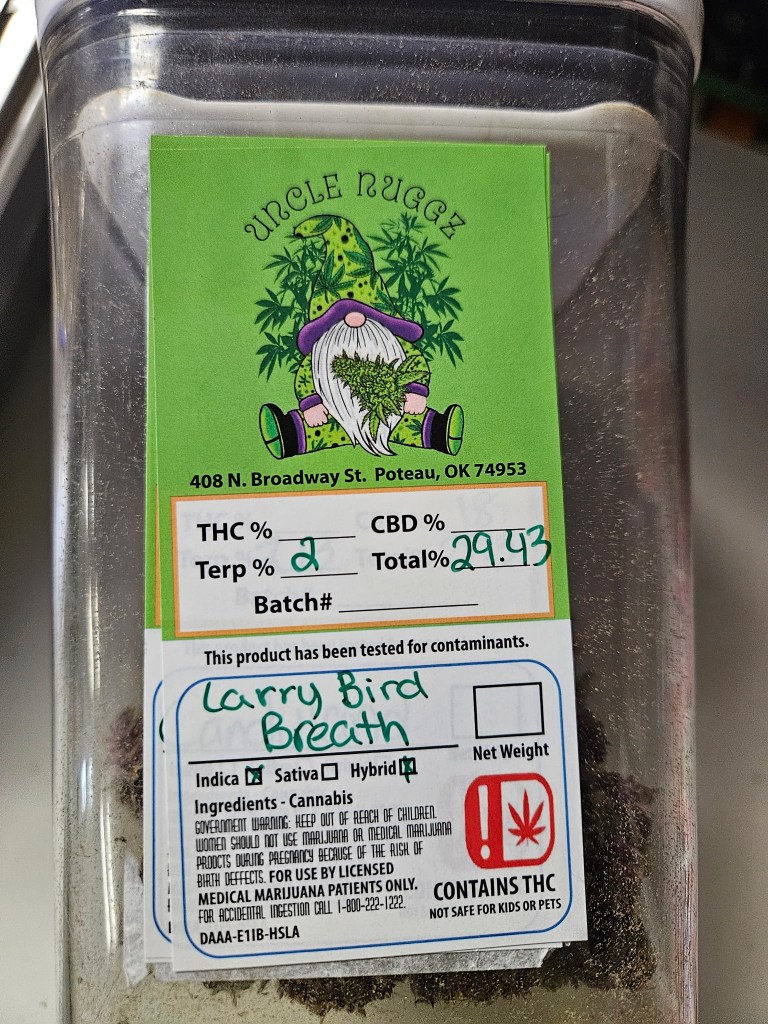 UNCLE NUGGZ
408 N. Broadway St. Poteau, OK 74953
THC % ______ CBD % ______
Terp % 2 Total% 29.43
Batch# ______
This product has been tested for contaminants.
Larry Bird
Breath
Net Weight
Indica ☒ Sativa ☐ Hybrid ☒
Ingredients - Cannabis
GOVERNMENT WARNING: KEEP OUT OF REACH OF CHILDREN.
WOMEN SHOULD NOT USE MARIJUANA OR MEDICAL MARIJUANA
PRODCTS DURING PREGNANCY BECAUSE OF THE RISK OF
BIRTH DEFFECTS. FOR USE BY LICENSED
MEDICAL MARIJUANA PATIENTS ONLY.
FOR ACCIDENTAL INGESTION CALL 1-800-222-1222.
DAAA-E1IB-HSLA
!
CONTAINS THC
NOT SAFE FOR KIDS OR PETS